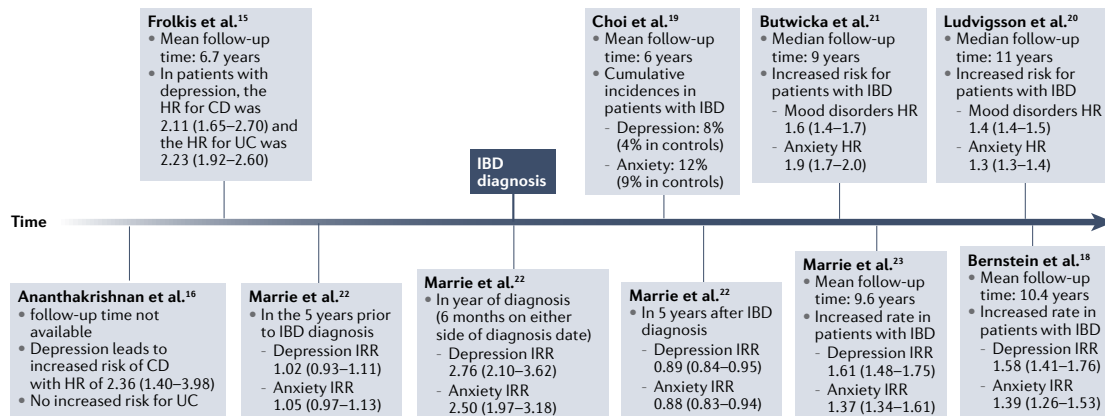 Frolkis et al.15
• Mean follow-up
time: 6.7 years
• In patients with
depression, the
HR for CD was
2.11 (1.65–2.70) and
the HR for UC was
2.23 (1.92–2.60)
IBD
diagnosis
Choi et al.19
• Mean follow-up
time: 6 years
• Cumulative
incidences in
patients with IBD
- Depression: 8%
(4% in controls)
- Anxiety: 12%
(9% in controls)
Butwicka et al.21
• Median follow-up
time: 9 years
• Increased risk for
patients with IBD
- Mood disorders HR
1.6 (1.4–1.7)
- Anxiety HR
1.9 (1.7–2.0)
Ludvigsson et al.20
• Median follow-up
time: 11 years
• Increased risk for
patients with IBD
- Mood disorders HR
1.4 (1.4–1.5)
- Anxiety HR
1.3 (1.3–1.4)
Time
Ananthakrishnan et al.16
• follow-up time not
available
• Depression leads to
increased risk of CD
with HR of 2.36 (1.40–3.98)
• No increased risk for UC
Marrie et al.22
• In the 5 years prior
to IBD diagnosis
- Depression IRR
1.02 (0.93–1.11)
- Anxiety IRR
1.05 (0.97–1.13)
Marrie et al.22
• In year of diagnosis
(6 months on either
side of diagnosis date)
- Depression IRR
2.76 (2.10–3.62)
- Anxiety IRR
2.50 (1.97–3.18)
Marrie et al.22
• In 5 years after IBD
diagnosis
- Depression IRR
0.89 (0.84–0.95)
- Anxiety IRR
0.88 (0.83–0.94)
Marrie et al.23
• Mean follow-up
time: 9.6 years
• Increased rate in
patients with IBD
- Depression IRR
1.61 (1.48–1.75)
- Anxiety IRR
1.37 (1.34–1.61)
Bernstein et al.18
• Mean follow-up
time: 10.4 years
• Increased rate in
patients with IBD
- Depression IRR
1.58 (1.41–1.76)
- Anxiety IRR
1.39 (1.26–1.53)